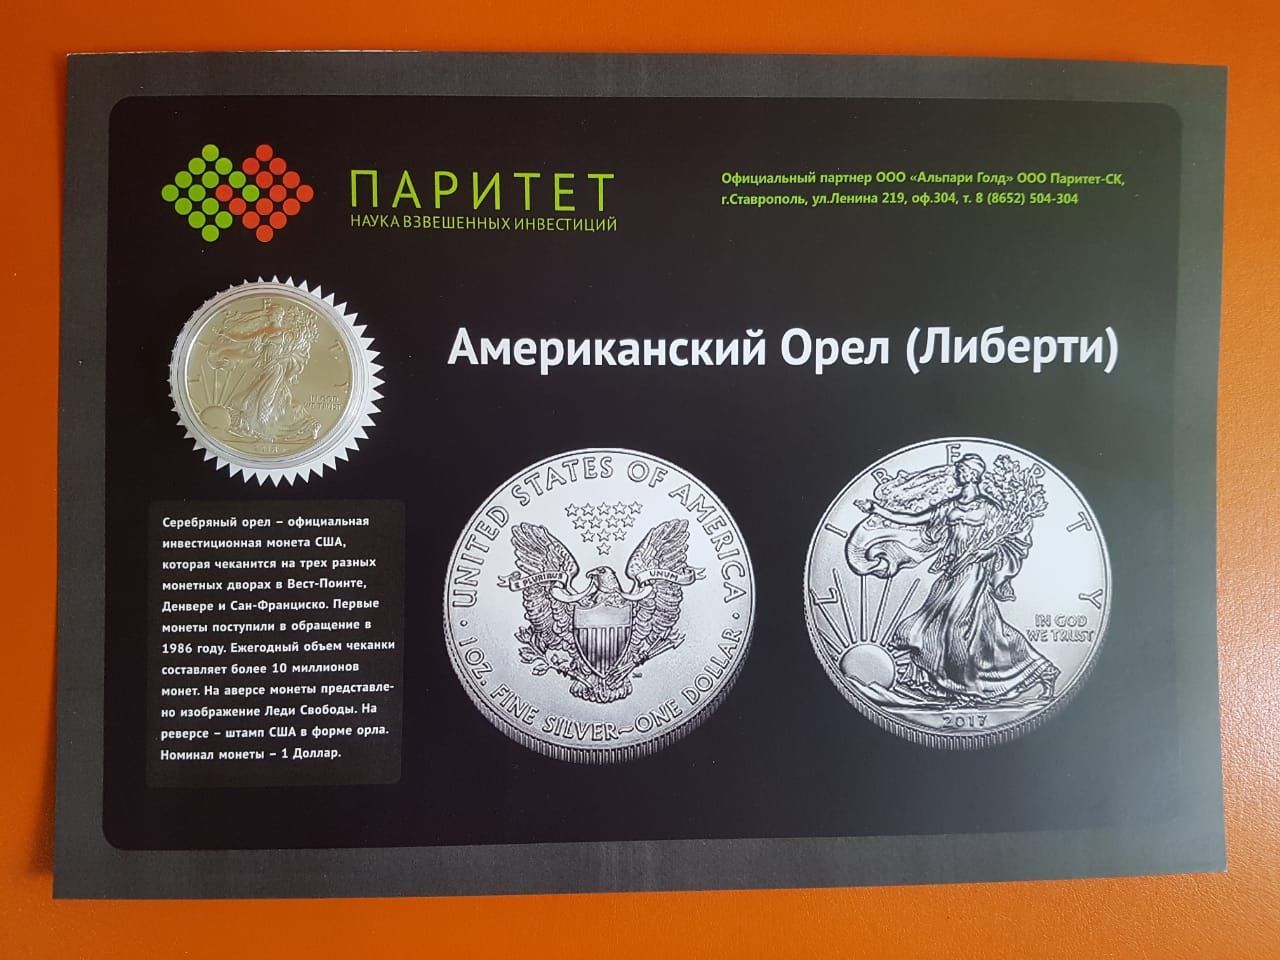 ПАРИТЕТ
НАУКА ВЗВЕШЕННЫХ ИНВЕСТИЦИЙ
Официальный партнер ООО «Альпари Голд» ООО Паритет-СК,
г.Ставрополь, ул.Ленина 219, оф.304, т. 8 (8652) 504-304
Американский Орел (Либерти)
IN GOD
WE TRUST
Серебряный орел – официальная
инвестиционная монета США,
которая чеканится на трех разных
монетных дворах в Вест-Поинте,
Денвере и Сан-Франциско. Первые
монеты поступили в обращение в
1986 году. Ежегодный объем чеканки
составляет более 10 миллионов
монет. На аверсе монеты представле-
но изображение Леди Свободы. На
реверсе – штамп США в форме орла.
Номинал монеты – 1 Доллар.
UNITED STATES OF AMERICA
E PLURIBUS UNUM
1 OZ. FINE SILVER~ONE DOLLAR
LIBERTY
IN GOD
WE TRUST
2017